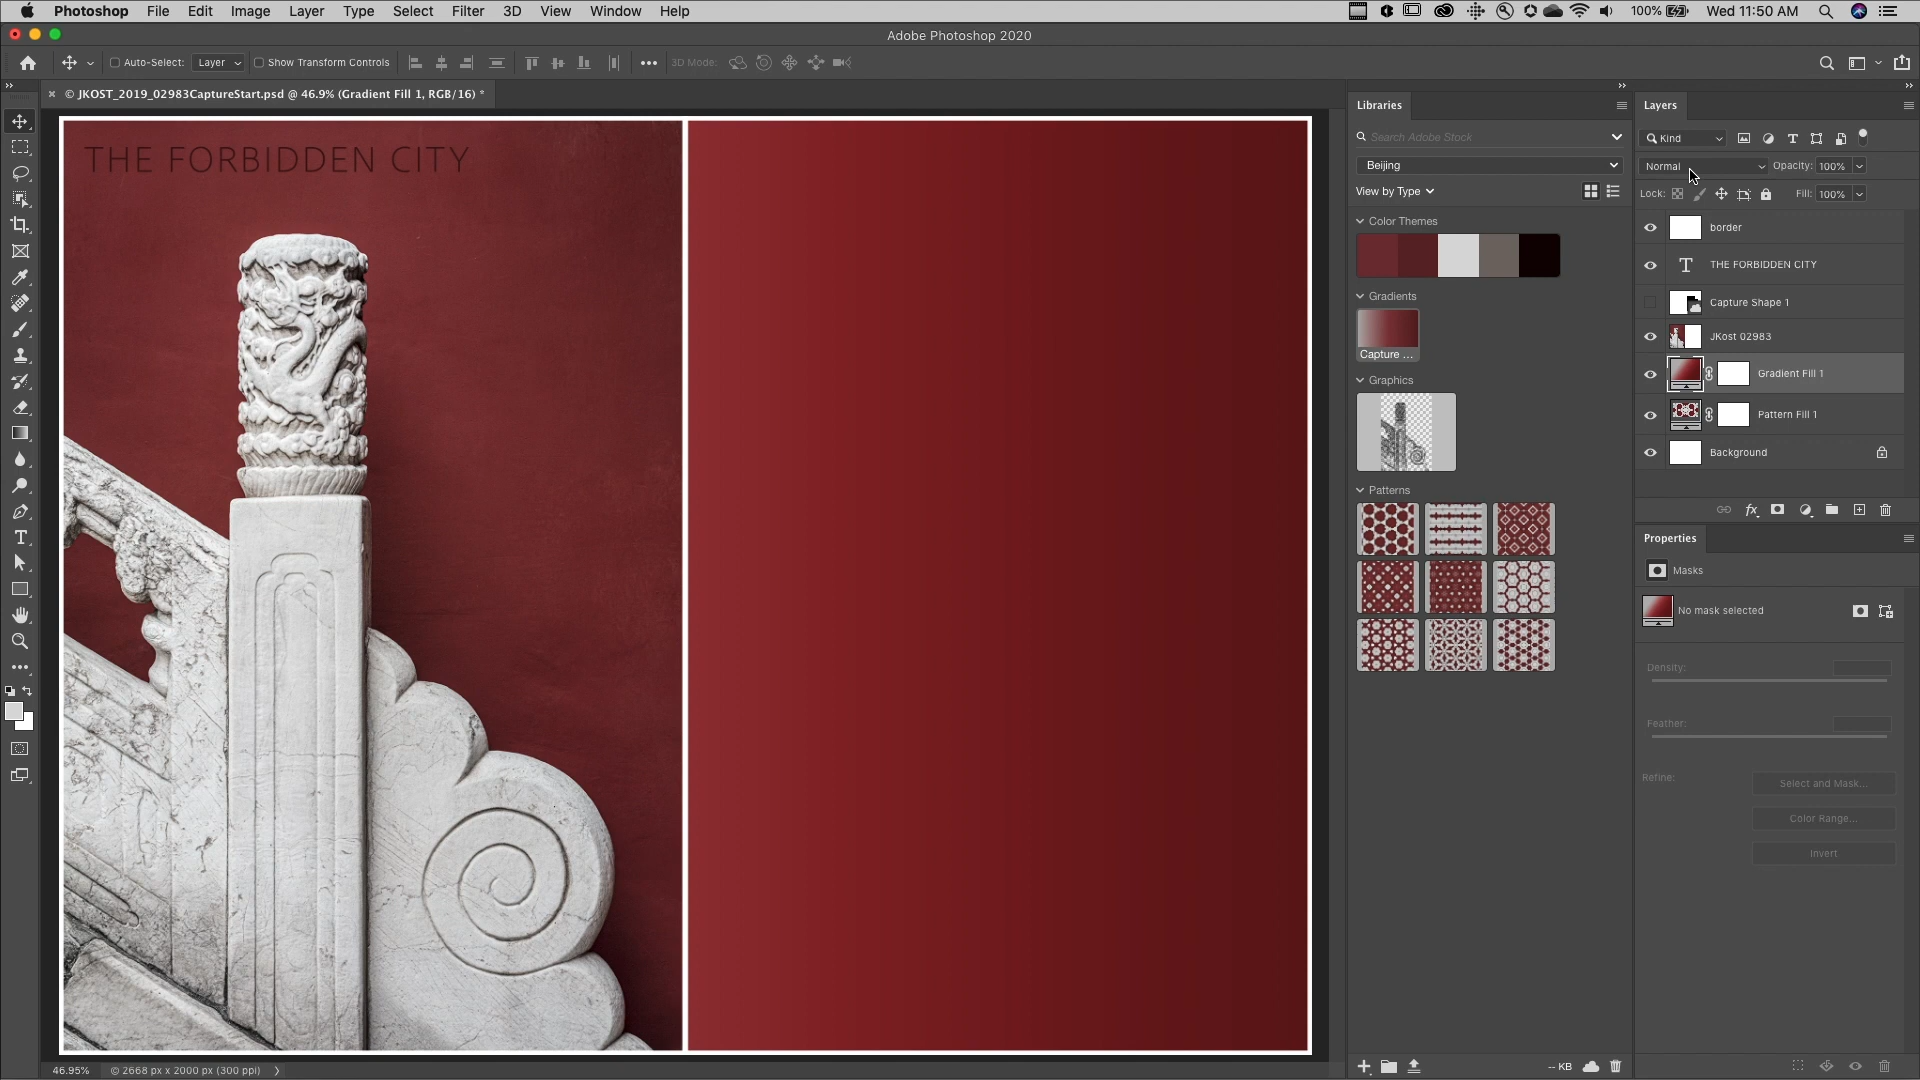 Photoshop File Edit Image Layer Type Select Filter 3D View Window Help 100% Wed 11:50 AM
Adobe Photoshop 2020
Auto-Select: Layer Show Transform Controls 3D Mode:
© JKOST_2019_02983CaptureStart.psd @ 46.9% (Gradient Fill 1, RGB/16) *
THE FORBIDDEN CITY
46.95% © 2668 px x 2000 px (300 ppi)
Libraries
Search Adobe Stock
Beijing
View by Type
Color Themes
Gradients
Capture ...
Graphics
Patterns
-- KB
Layers
Kind
Normal Opacity: 100%
Lock: Fill: 100%
border
THE FORBIDDEN CITY
Capture Shape 1
JKost 02983
Gradient Fill 1
Pattern Fill 1
Background
fx
Properties
Masks
No mask selected
Density:
Feather:
Refine: Select and Mask...
Color Range...
Invert